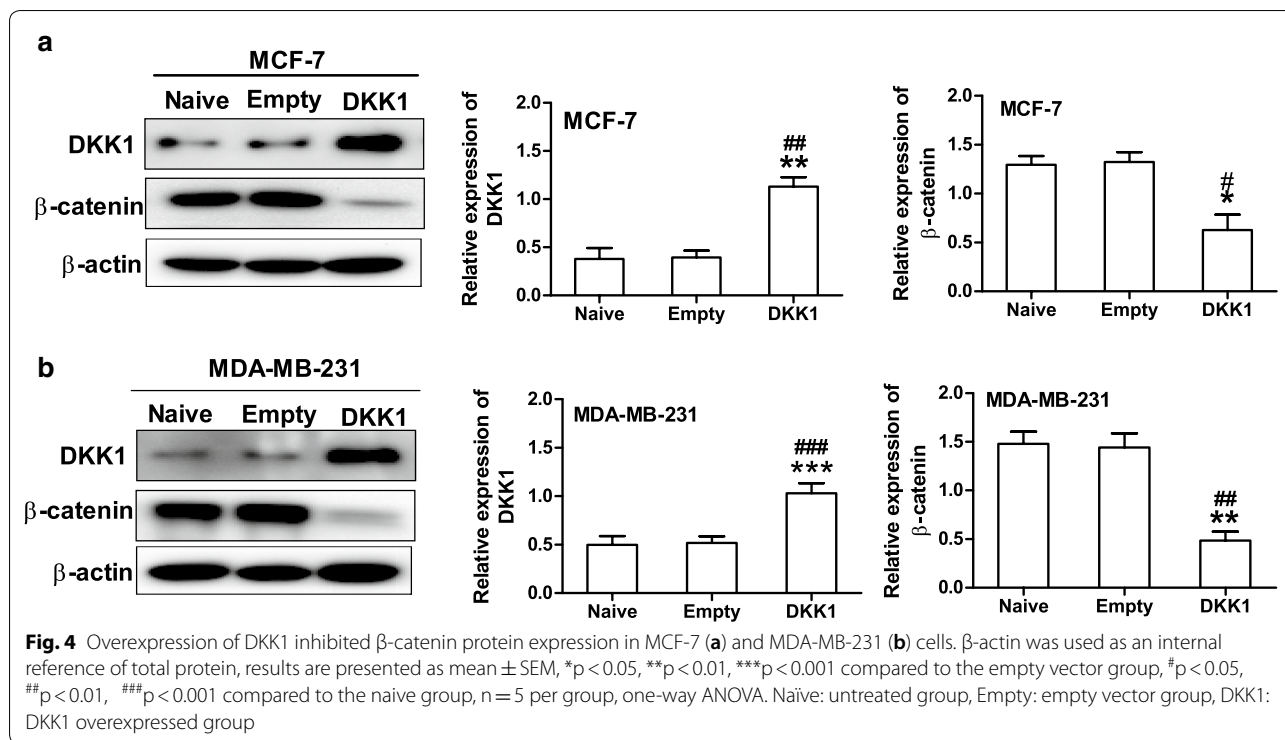 a
MCF-7
Naive Empty DKK1
DKK1
β-catenin
β-actin
Relative expression of
DKK1
2.0
1.5
1.0
0.5
0.0
MCF-7
##
**
Naive Empty DKK1
Relative expression of
β-catenin
2.0
1.5
1.0
0.5
0.0
MCF-7
#
*
Naive Empty DKK1
b
MDA-MB-231
Naive Empty DKK1
DKK1
β-catenin
β-actin
Relative expression of
DKK1
2.0
1.5
1.0
0.5
0.0
MDA-MB-231
###
***
Naive Empty DKK1
Relative expression of
β-catenin
2.0
1.5
1.0
0.5
0.0
MDA-MB-231
##
**
Naive Empty DKK1
Fig. 4 Overexpression of DKK1 inhibited β-catenin protein expression in MCF-7 (a) and MDA-MB-231 (b) cells. β-actin was used as an internal
reference of total protein, results are presented as mean ± SEM, *p < 0.05, **p < 0.01, ***p < 0.001 compared to the empty vector group, #p < 0.05,
##p < 0.01, ###p < 0.001 compared to the naive group, n = 5 per group, one-way ANOVA. Naïve: untreated group, Empty: empty vector group, DKK1:
DKK1 overexpressed group